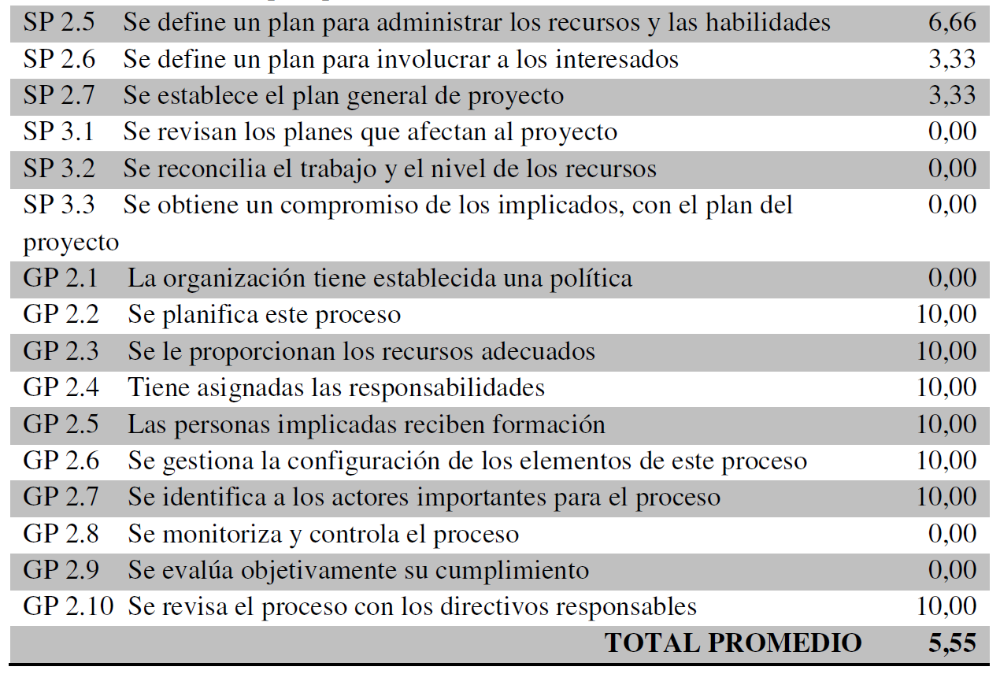 SP 2.5 Se define un plan para administrar los recursos y las habilidades 6,66
SP 2.6 Se define un plan para involucrar a los interesados 3,33
SP 2.7 Se establece el plan general de proyecto 3,33
SP 3.1 Se revisan los planes que afectan al proyecto 0,00
SP 3.2 Se reconcilia el trabajo y el nivel de los recursos 0,00
SP 3.3 Se obtiene un compromiso de los implicados, con el plan del 0,00
proyecto
GP 2.1 La organización tiene establecida una política 0,00
GP 2.2 Se planifica este proceso 10,00
GP 2.3 Se le proporcionan los recursos adecuados 10,00
GP 2.4 Tiene asignadas las responsabilidades 10,00
GP 2.5 Las personas implicadas reciben formación 10,00
GP 2.6 Se gestiona la configuración de los elementos de este proceso 10,00
GP 2.7 Se identifica a los actores importantes para el proceso 10,00
GP 2.8 Se monitoriza y controla el proceso 0,00
GP 2.9 Se evalúa objetivamente su cumplimiento 0,00
GP 2.10 Se revisa el proceso con los directivos responsables 10,00
TOTAL PROMEDIO 5,55